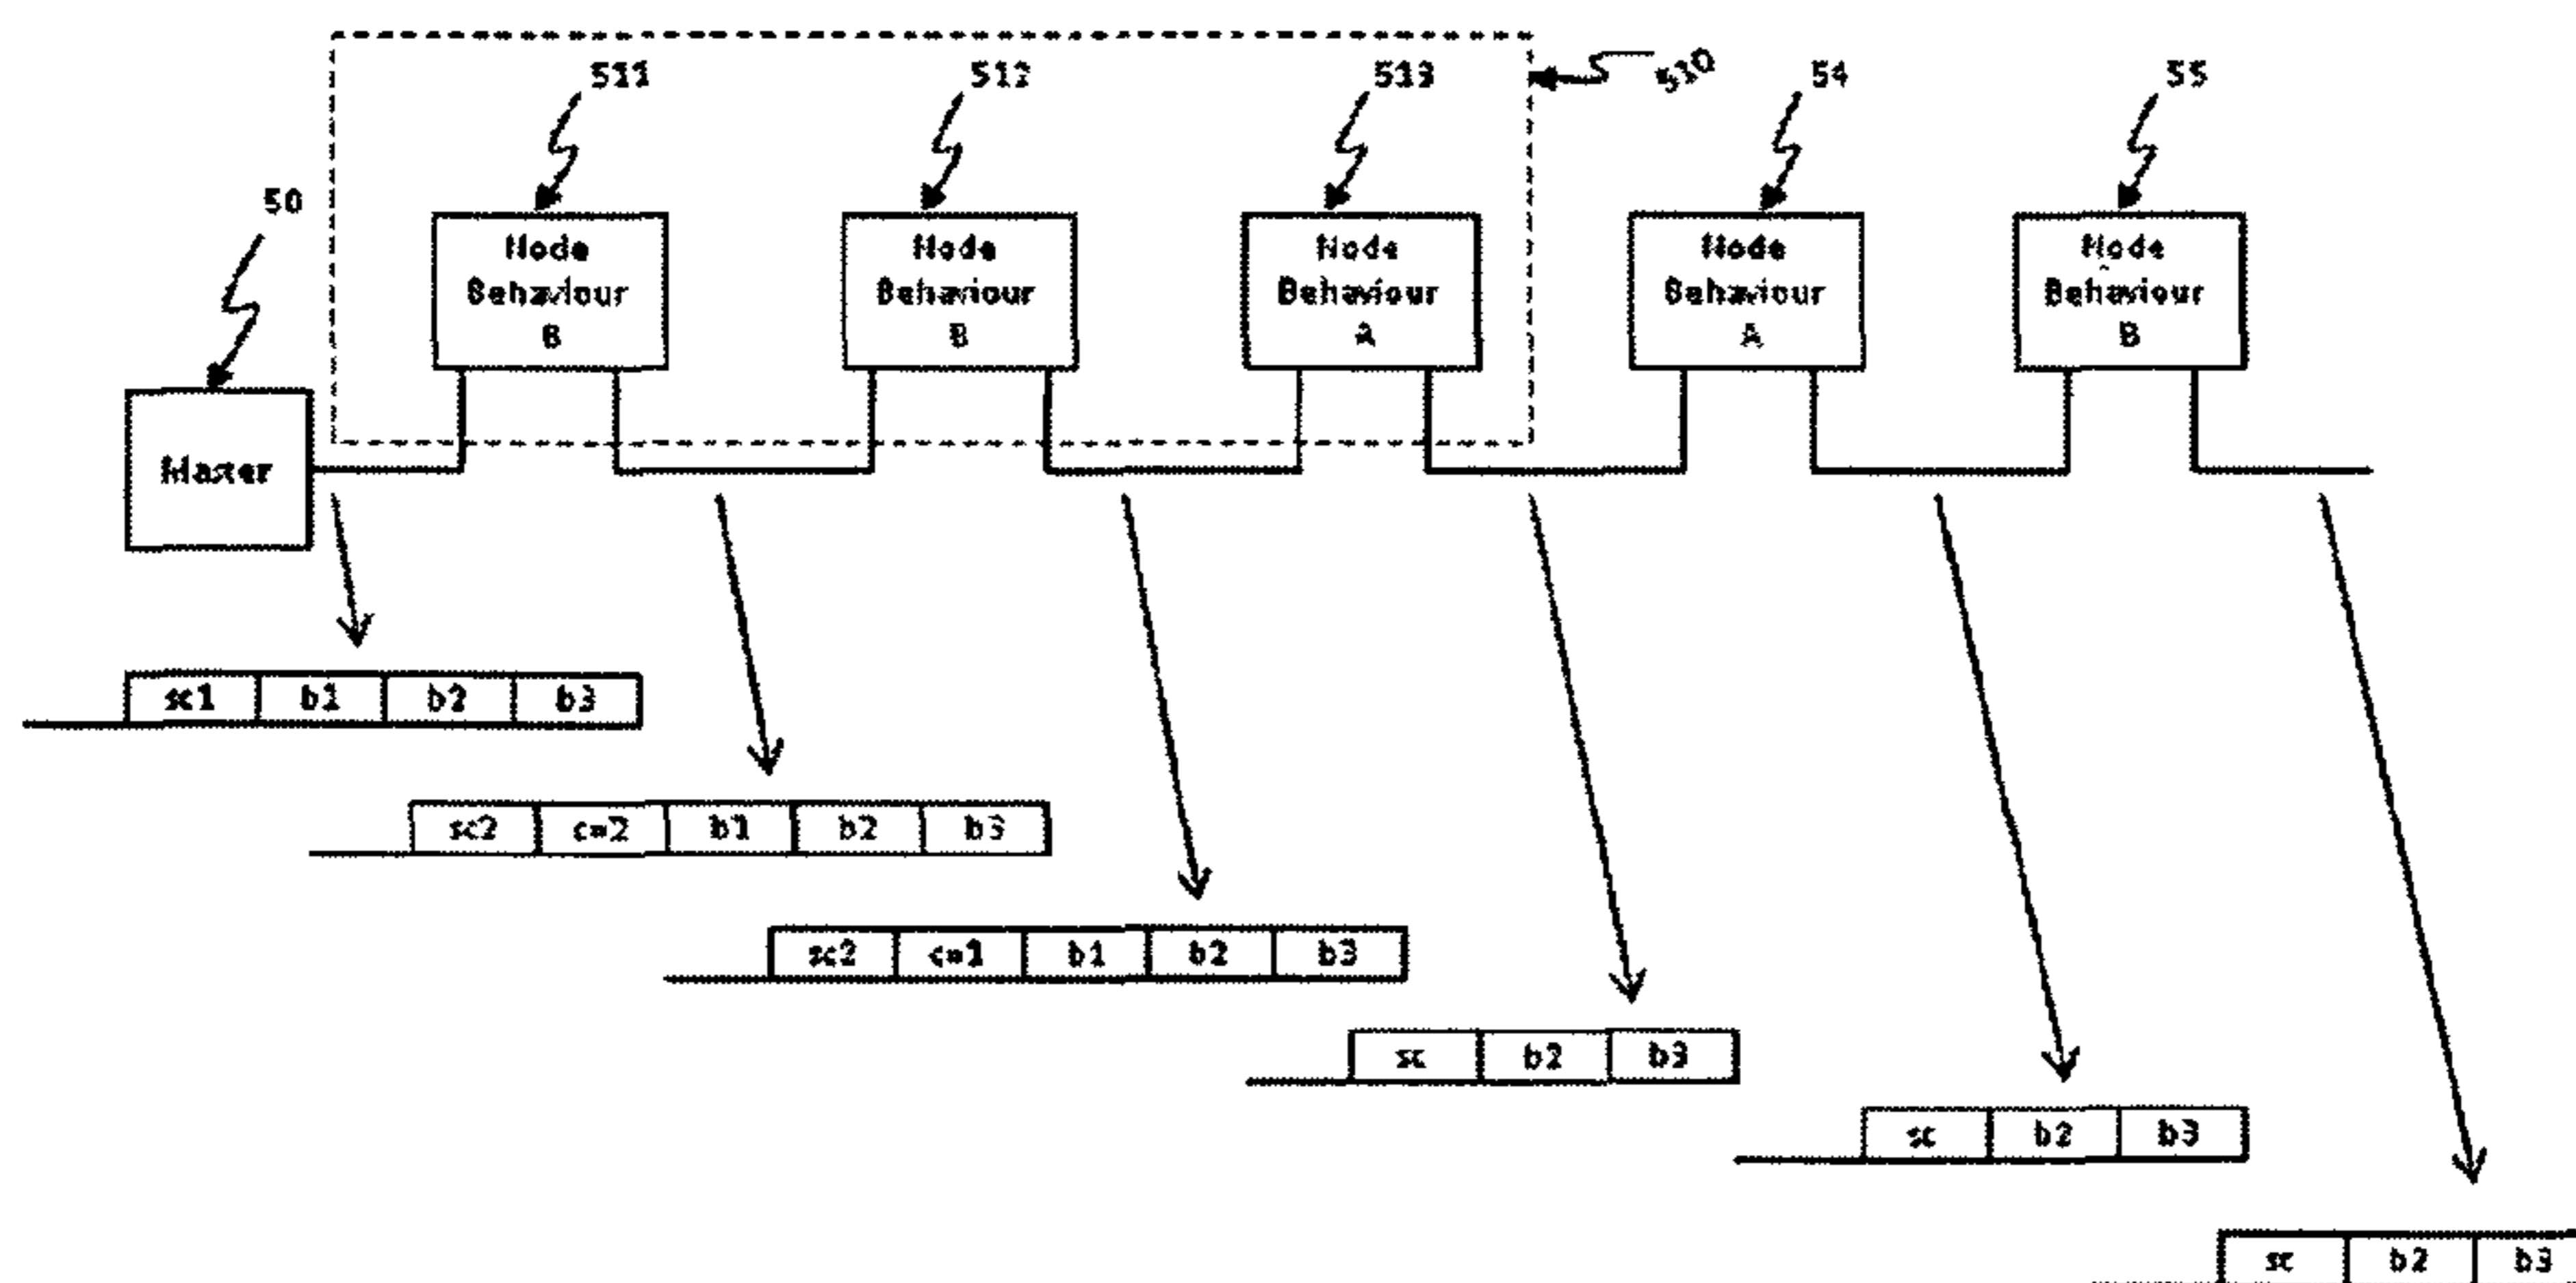 511 512 513 510 54 55
50
Node Behaviour B
Node Behaviour B
Node Behaviour A
Node Behaviour A
Node Behaviour B
Master
sc1 b1 b2 b3
sc2 c=2 b1 b2 b3
sc2 c=1 b1 b2 b3
sc b2 b3
sc b2 b3
sc b2 b3